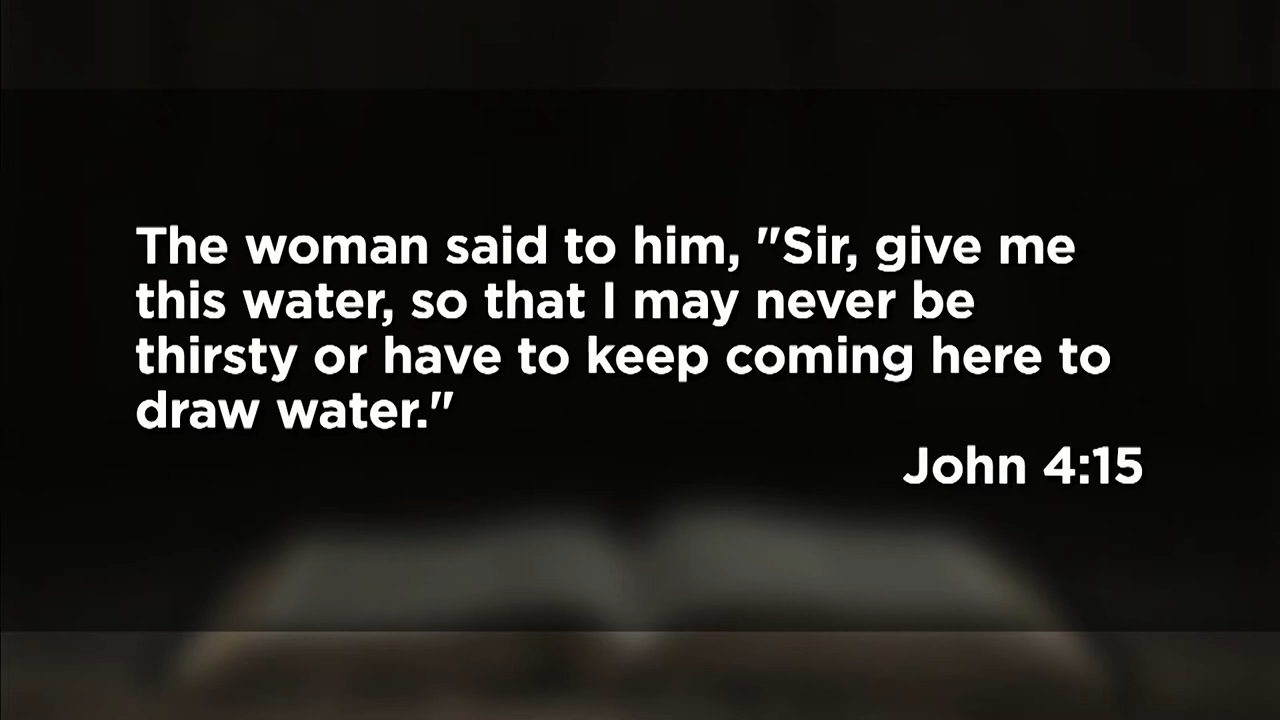 The woman said to him, "Sir, give me
this water, so that I may never be
thirsty or have to keep coming here to
draw water."
John 4:15